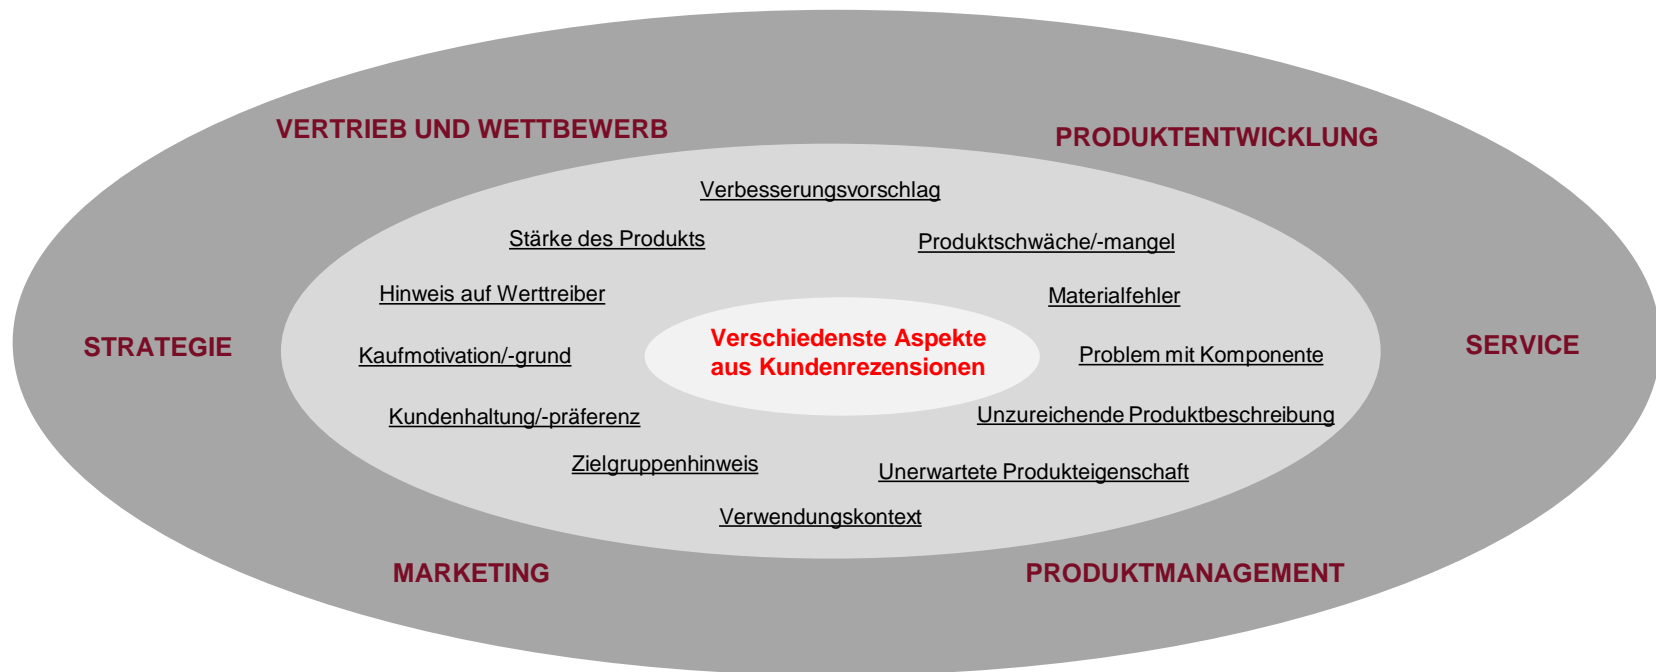 VERTRIEB UND WETTBEWERB
PRODUKTENTWICKLUNG
Verbesserungsvorschlag
Stärke des Produkts
Produktschwäche/-mangel
Hinweis auf Werttreiber
Materialfehler
Verschiedenste Aspekte
aus Kundenrezensionen
STRATEGIE
Kaufmotivation/-grund
Problem mit Komponente
SERVICE
Kundenhaltung/-präferenz
Unzureichende Produktbeschreibung
Zielgruppenhinweis
Unerwartete Produkteigenschaft
Verwendungskontext
MARKETING
PRODUKTMANAGEMENT